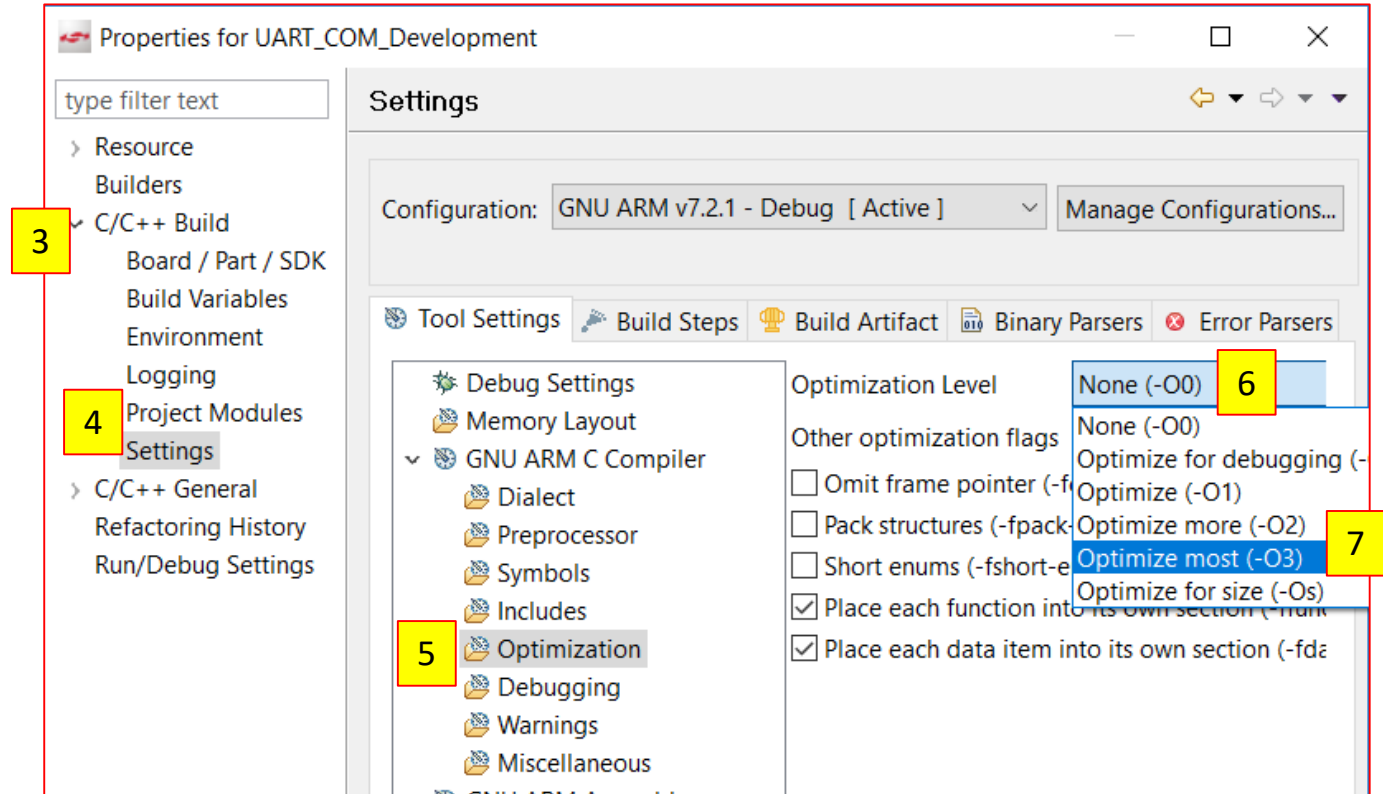 Properties for UART_COM_Development
type filter text
Settings
Resource
Builders
3
C/C++ Build
Board / Part / SDK
Build Variables
Environment
Logging
4
Project Modules
Settings
C/C++ General
Refactoring History
Run/Debug Settings
Configuration: GNU ARM v7.2.1 - Debug [ Active ] Manage Configurations...
Tool Settings Build Steps Build Artifact Binary Parsers Error Parsers
Debug Settings
Memory Layout
GNU ARM C Compiler
Dialect
Preprocessor
Symbols
Includes
5
Optimization
Debugging
Warnings
Miscellaneous
Optimization Level None (-O0) 6
Other optimization flags
Omit frame pointer (-f
Pack structures (-fpack-
Short enums (-fshort-e
Place each function into its own section (-func
Place each data item into its own section (-fda
None (-O0)
Optimize for debugging (-
Optimize (-O1)
Optimize more (-O2)
Optimize most (-O3) 7
Optimize for size (-Os)